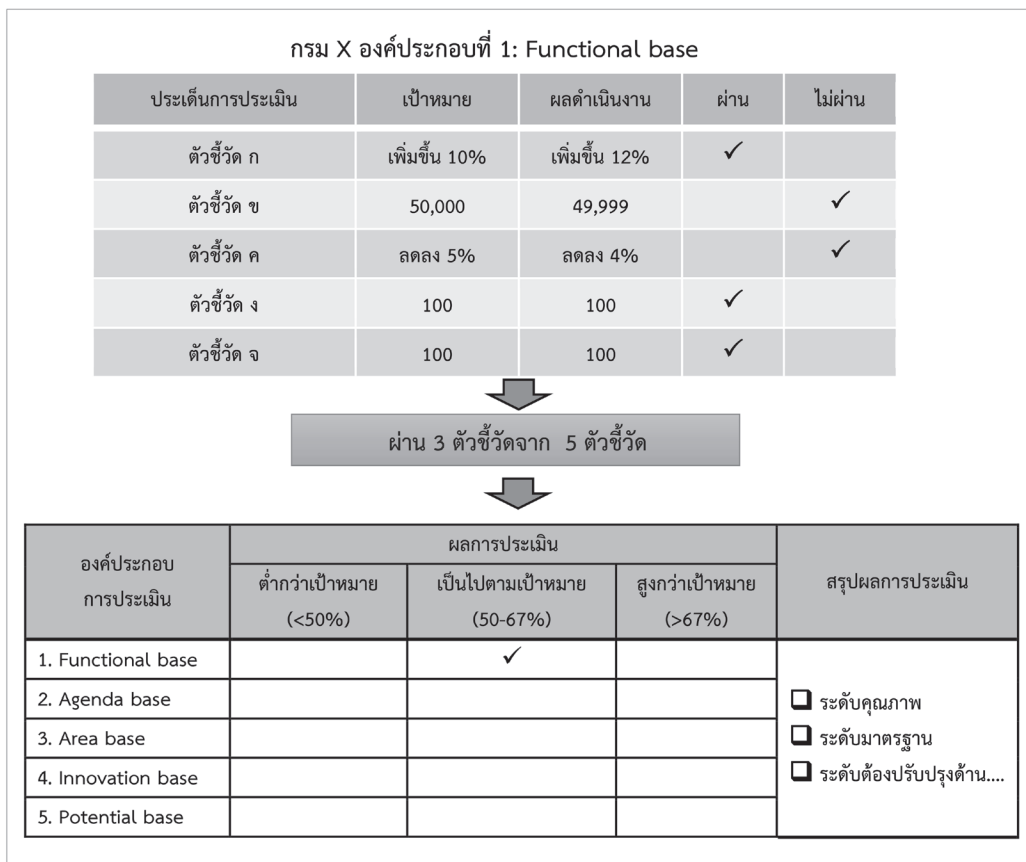 กรม X องค์ประกอบที่ 1: Functional base
ประเด็นการประเมิน เป้าหมาย ผลดำเนินงาน ผ่าน ไม่ผ่าน
ตัวชี้วัด ก เพิ่มขึ้น 10% เพิ่มขึ้น 12% ✓
ตัวชี้วัด ข 50,000 49,999 ✓
ตัวชี้วัด ค ลดลง 5% ลดลง 4% ✓
ตัวชี้วัด ง 100 100 ✓
ตัวชี้วัด จ 100 100 ✓
ผ่าน 3 ตัวชี้วัดจาก 5 ตัวชี้วัด
องค์ประกอบ
การประเมิน
ผลการประเมิน
ต่ำกว่าเป้าหมาย
(<50%)
เป็นไปตามเป้าหมาย
(50-67%)
สูงกว่าเป้าหมาย
(>67%)
สรุปผลการประเมิน
1. Functional base ✓
2. Agenda base
3. Area base
4. Innovation base
5. Potential base
❑ ระดับคุณภาพ
❑ ระดับมาตรฐาน
❑ ระดับต้องปรับปรุงด้าน....